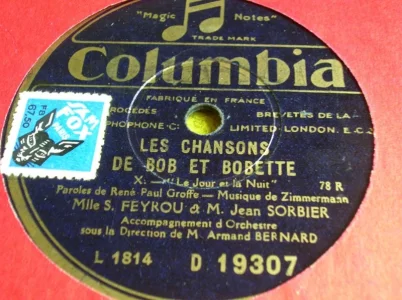 "Magic Notes"
TRADE MARK
Columbia
FABRIQUÉ EN FRANCE
PROCÉDÉS BREVETÉS DE LA
PHOPHONE C? LIMITED. LONDON. E.C.
LES CHANSONS
DE BOB ET BOBETTE
X. — "Le Jour et la Nuit" 78 R
Paroles de René-Paul Groffe — Musique de Zimmermann
Mlle S. FEYROU & M. Jean SORBIER
Accompagnement d'Orchestre
sous la Direction de M. Armand BERNARD
L 1814 D 19307